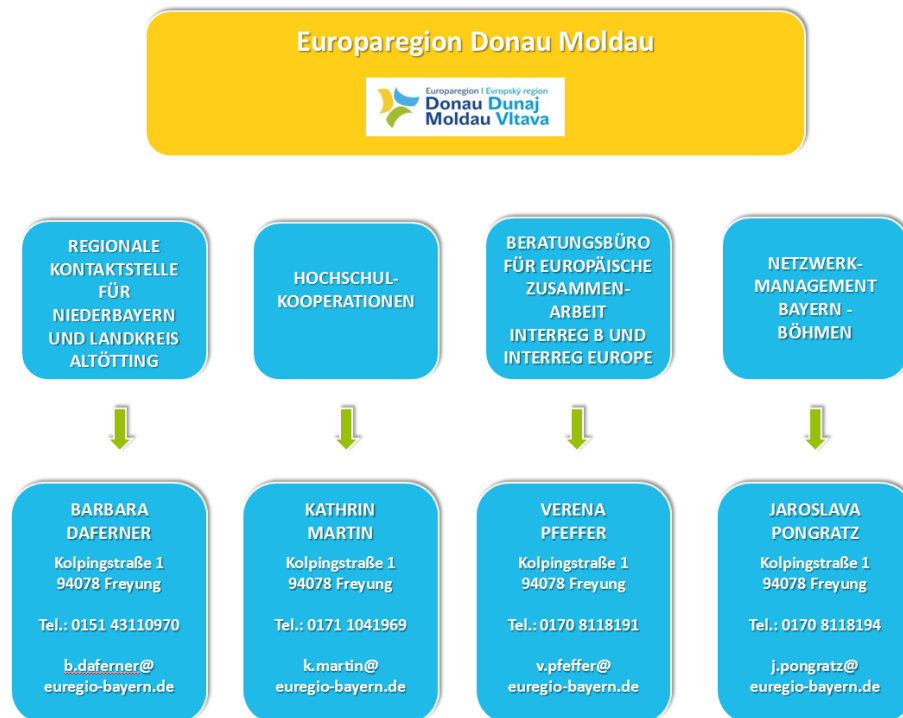 Europaregion Donau Moldau
Europaregion I Evropský region
Donau Dunaj
Moldau Vltava
REGIONALE
KONTAKTSTELLE
FÜR
NIEDERBAYERN
UND LANDKREIS
ALTÖTTING
HOCHSCHUL-
KOOPERATIONEN
BERATUNGSBÜRO
FÜR EUROPÄISCHE
ZUSAMMEN-
ARBEIT
INTERREG B UND
INTERREG EUROPE
NETZWERK-
MANAGEMENT
BAYERN -
BÖHMEN
BARBARA
DAFERNER
Kolpingstraße 1
94078 Freyung
Tel.: 0151 43110970
b.daferner@
euregio-bayern.de
KATHRIN
MARTIN
Kolpingstraße 1
94078 Freyung
Tel.: 0171 1041969
k.martin@
euregio-bayern.de
VERENA
PFEFFER
Kolpingstraße 1
94078 Freyung
Tel.: 0170 8118191
v.pfeffer@
euregio-bayern.de
JAROSLAVA
PONGRATZ
Kolpingstraße 1
94078 Freyung
Tel.: 0170 8118194
j.pongratz@
euregio-bayern.de